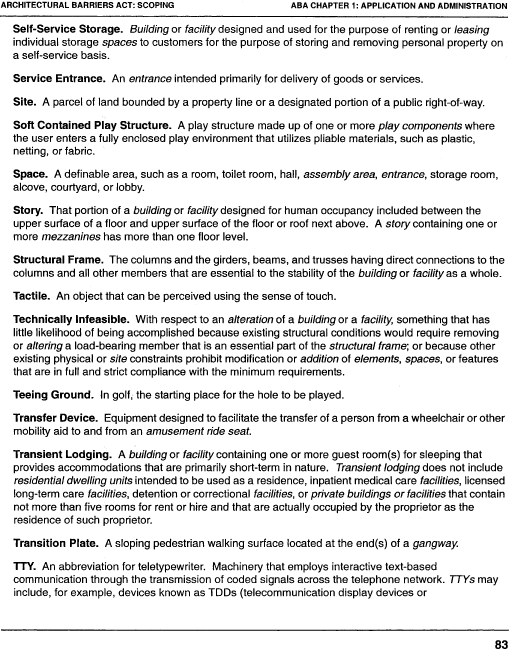 ARCHITECTURAL BARRIERS ACT: SCOPING ABA CHAPTER 1: APPLICATION AND ADMINISTRATION
Self-Service Storage. Building or facility designed and used for the purpose of renting or leasing
individual storage spaces to customers for the purpose of storing and removing personal property on
a self-service basis.
Service Entrance. An entrance intended primarily for delivery of goods or services.
Site. A parcel of land bounded by a property line or a designated portion of a public right-of-way.
Soft Contained Play Structure. A play structure made up of one or more play components where
the user enters a fully enclosed play environment that utilizes pliable materials, such as plastic,
netting, or fabric.
Space. A definable area, such as a room, toilet room, hall, assembly area, entrance, storage room,
alcove, courtyard, or lobby.
Story. That portion of a building or facility designed for human occupancy included between the
upper surface of a floor and upper surface of the floor or roof next above. A story containing one or
more mezzanines has more than one floor level.
Structural Frame. The columns and the girders, beams, and trusses having direct connections to the
columns and all other members that are essential to the stability of the building or facility as a whole.
Tactile. An object that can be perceived using the sense of touch.
Technically Infeasible. With respect to an alteration of a building or a facility, something that has
little likelihood of being accomplished because existing structural conditions would require removing
or altering a load-bearing member that is an essential part of the structural frame; or because other
existing physical or site constraints prohibit modification or addition of elements, spaces, or features
that are in full and strict compliance with the minimum requirements.
Teeing Ground. In golf, the starting place for the hole to be played.
Transfer Device. Equipment designed to facilitate the transfer of a person from a wheelchair or other
mobility aid to and from an amusement ride seat.
Transient Lodging. A building or facility containing one or more guest room(s) for sleeping that
provides accommodations that are primarily short-term in nature. Transient lodging does not include
residential dwelling units intended to be used as a residence, inpatient medical care facilities, licensed
long-term care facilities, detention or correctional facilities, or private buildings or facilities that contain
not more than five rooms for rent or hire and that are actually occupied by the proprietor as the
residence of such proprietor.
Transition Plate. A sloping pedestrian walking surface located at the end(s) of a gangway.
TTY. An abbreviation for teletypewriter. Machinery that employs interactive text-based
communication through the transmission of coded signals across the telephone network. TTYs may
include, for example, devices known as TDDs (telecommunication display devices or
83